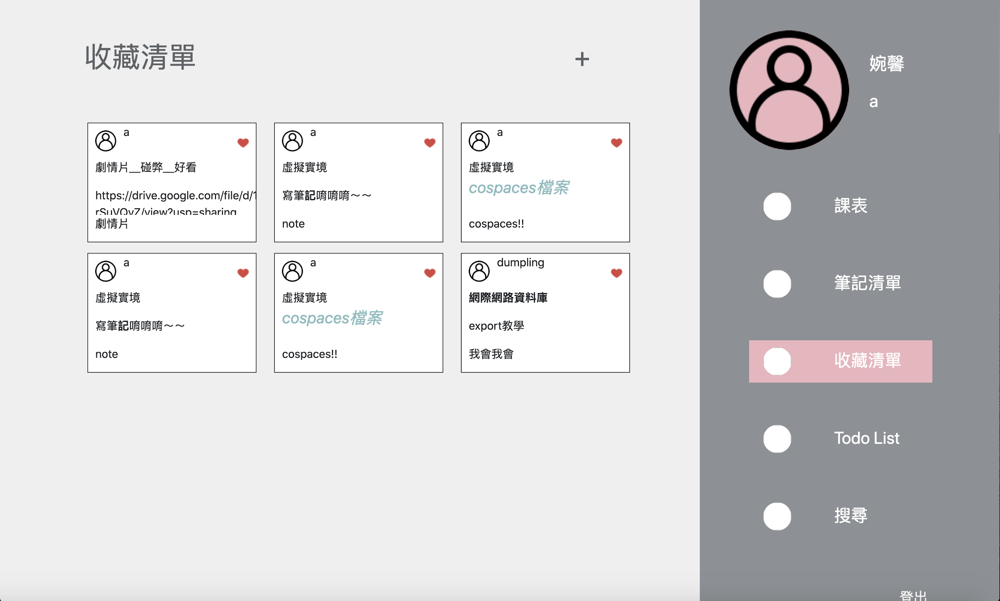 收藏清單
+
a
劇情片__碰弊__好看
https://drive.google.com/file/d/1
rSuVQvZ/view?usp=sharing
劇情片
a
虛擬實境
寫筆記唷唷唷～～
note
a
虛擬實境
cospaces檔案
cospaces!!
a
虛擬實境
寫筆記唷唷唷～～
note
a
虛擬實境
cospaces檔案
cospaces!!
dumpling
網際網路資料庫
export教學
我會我會
婉馨
a
課表
筆記清單
收藏清單
Todo List
搜尋
登出